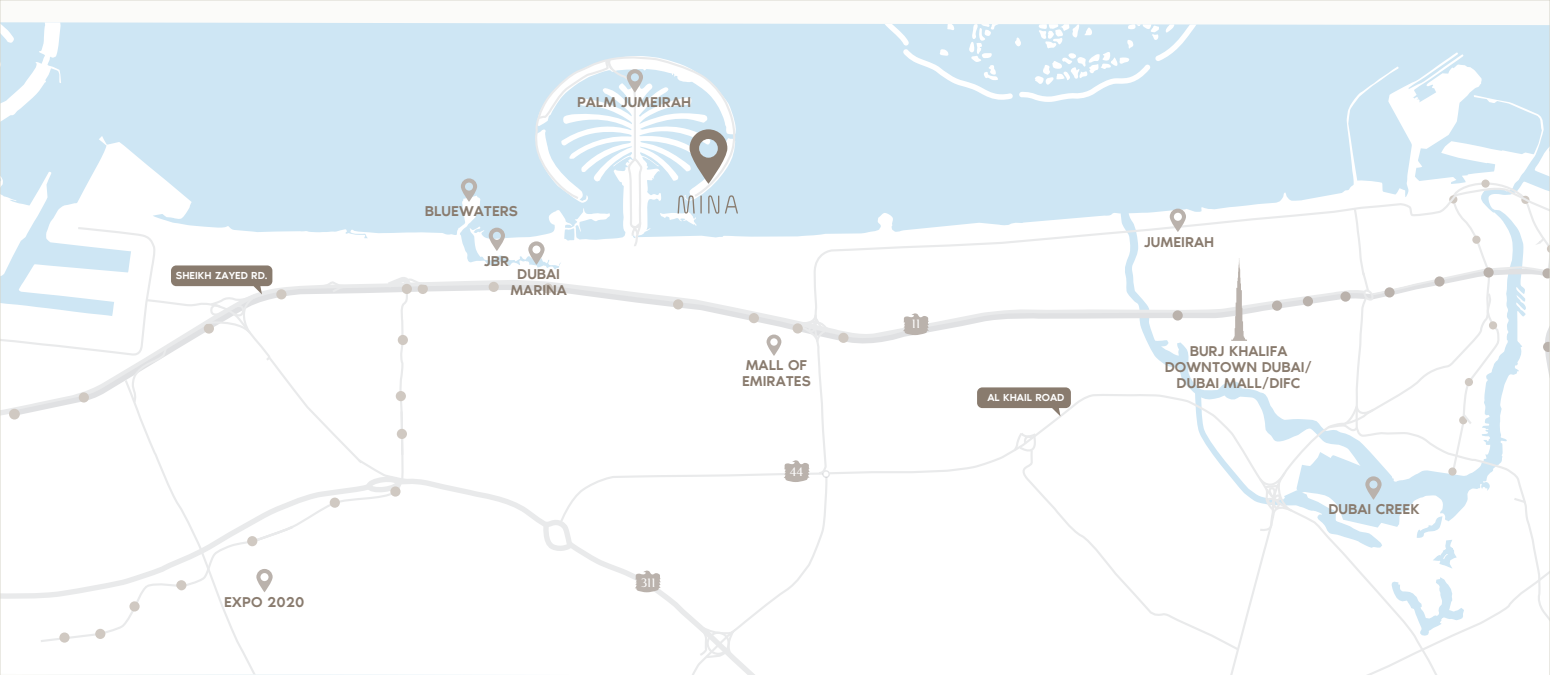 PALM JUMEIRAH
MINA
BLUEWATERS
JBR
DUBAI
MARINA
JUMEIRAH
SHEIKH ZAYED RD.
11
MALL OF
EMIRATES
BURJ KHALIFA
DOWNTOWN DUBAI/
DUBAI MALL/DIFC
AL KHAIL ROAD
44
DUBAI CREEK
311
EXPO 2020